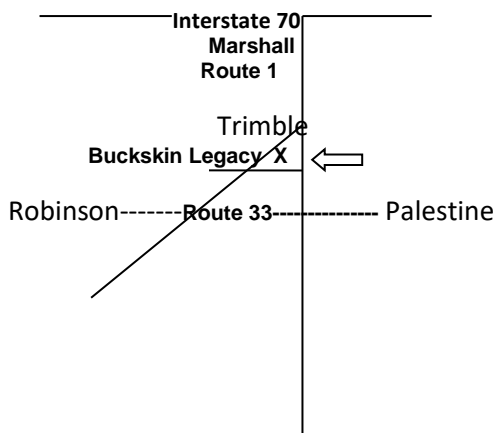 Interstate 70
Marshall
Route 1
Trimble
Buckskin Legacy X
Robinson------Route 33------------- Palestine